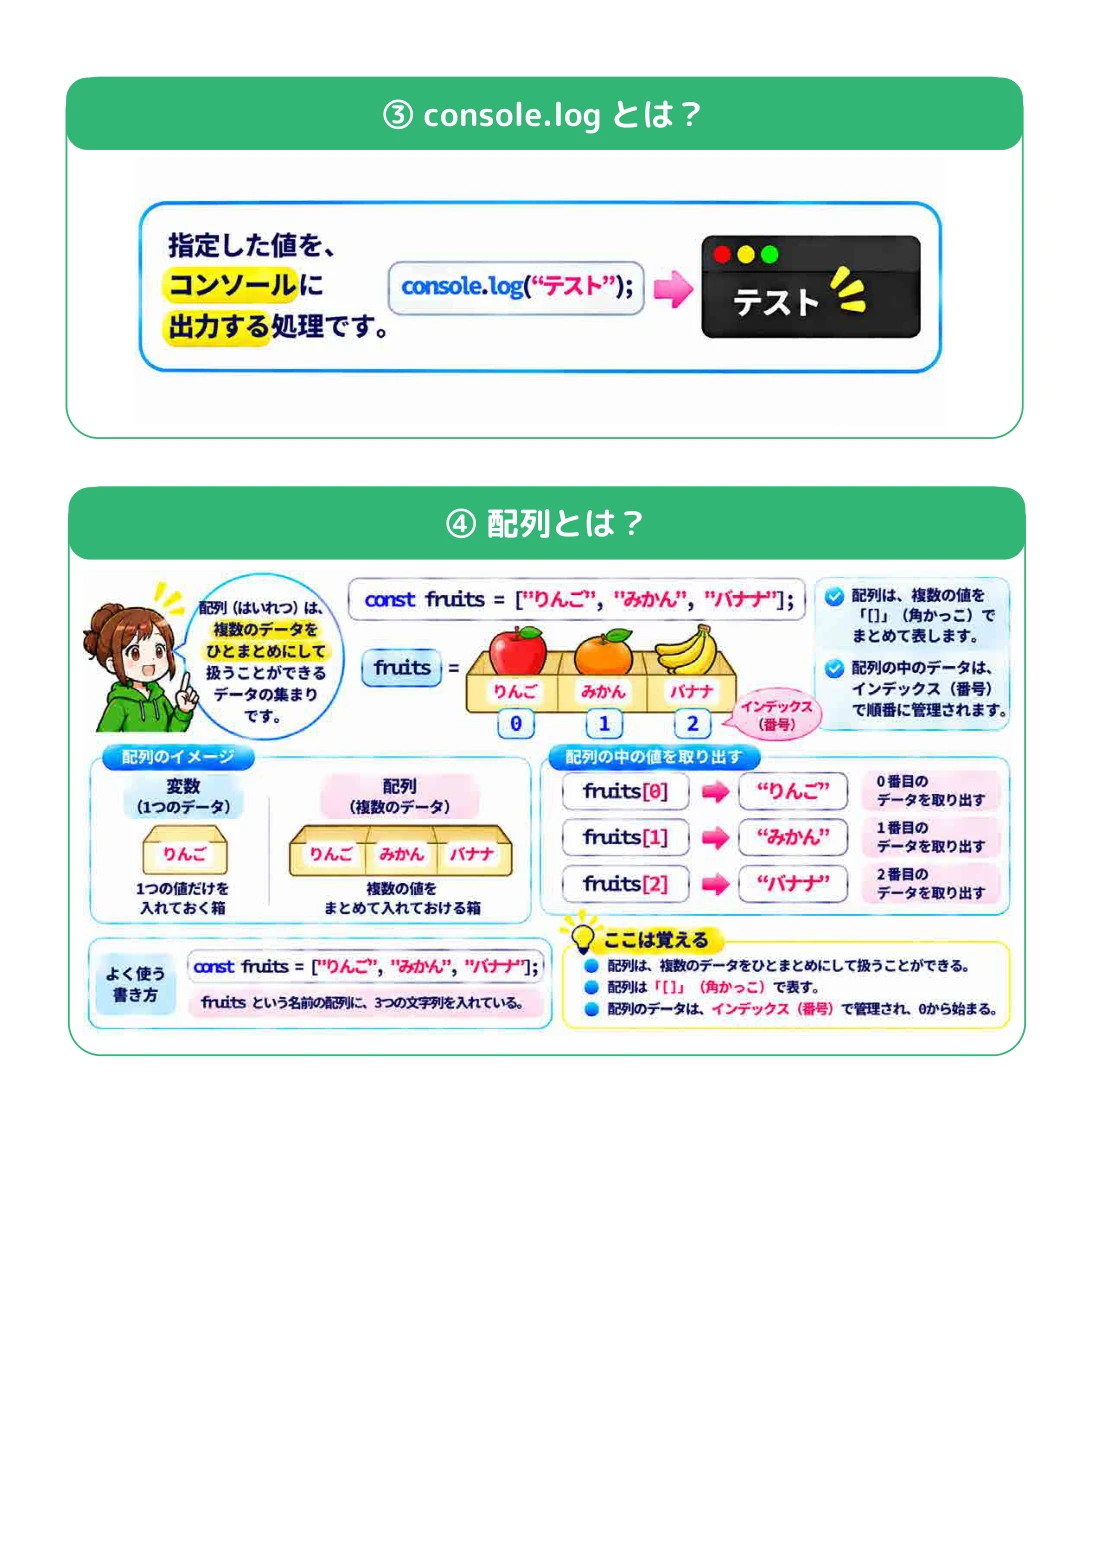 ③ console.log とは？
指定した値を、
コンソールに
出力する処理です。
console.log(“テスト”);
テスト
④ 配列とは？
配列（はいれつ）は、
複数のデータを
ひとまとめにして
扱うことができる
データの集まり
です。
const fruits = ["りんご”, "みかん”, "バナナ"];
fruits =
りんご みかん バナナ
0 1 2
インデックス
（番号）
配列は、複数の値を
「[]」（角かっこ）で
まとめて表します。
配列の中のデータは、
インデックス（番号）
で順番に管理されます。
配列のイメージ
変数
（1つのデータ）
りんご
1つの値だけを
入れておく箱
配列
（複数のデータ）
りんご みかん バナナ
複数の値を
まとめて入れておける箱
配列の中の値を取り出す
fruits[0] “りんご” 0番目の
データを取り出す
fruits[1] “みかん” 1番目の
データを取り出す
fruits[2] “バナナ” 2番目の
データを取り出す
よく使う
書き方
const fruits = ["りんご”, "みかん”, "バナナ"];
fruits という名前の配列に、3つの文字列を入れている。
ここは覚える
配列は、複数のデータをひとまとめにして扱うことができる。
配列は「[]」（角かっこ）で表す。
配列のデータは、インデックス（番号）で管理され、0から始まる。